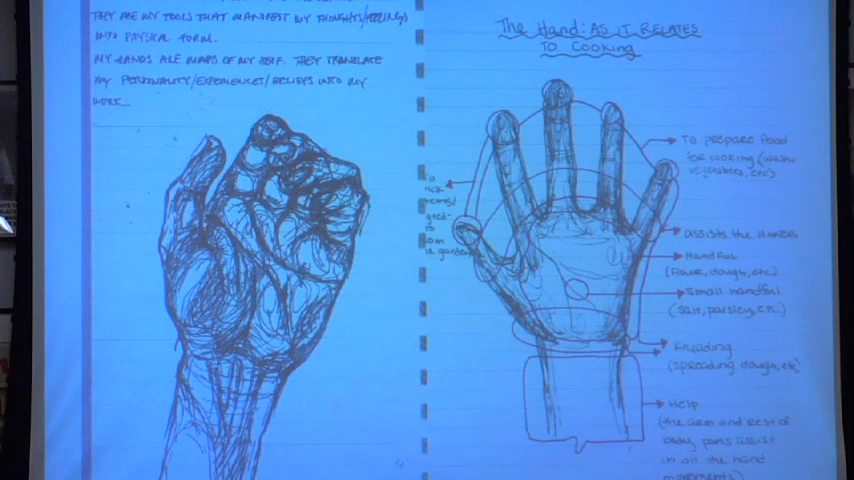 THEY ARE MY TOOLS THAT MANIFEST MY THOUGHTS/FEELINGS
INTO PHYSICAL FORM.
MY HANDS ARE MAPS OF MY SELF. THEY TRANSLATE
MY PERSONALITY/EXPERIENCES/BELIEFS INTO MY
WORK.
The Hand: AS IT RELATES
To Cooking
To prepare food
for cooking (
vegetables, etc)
assists the
Handful
(flour, dough, etc.)
Small handful
(salt, parsley, etc.)
Kneading
(spreading dough, etc)
Help
(the arm and rest of
body parts assist
in all the hand
movements)